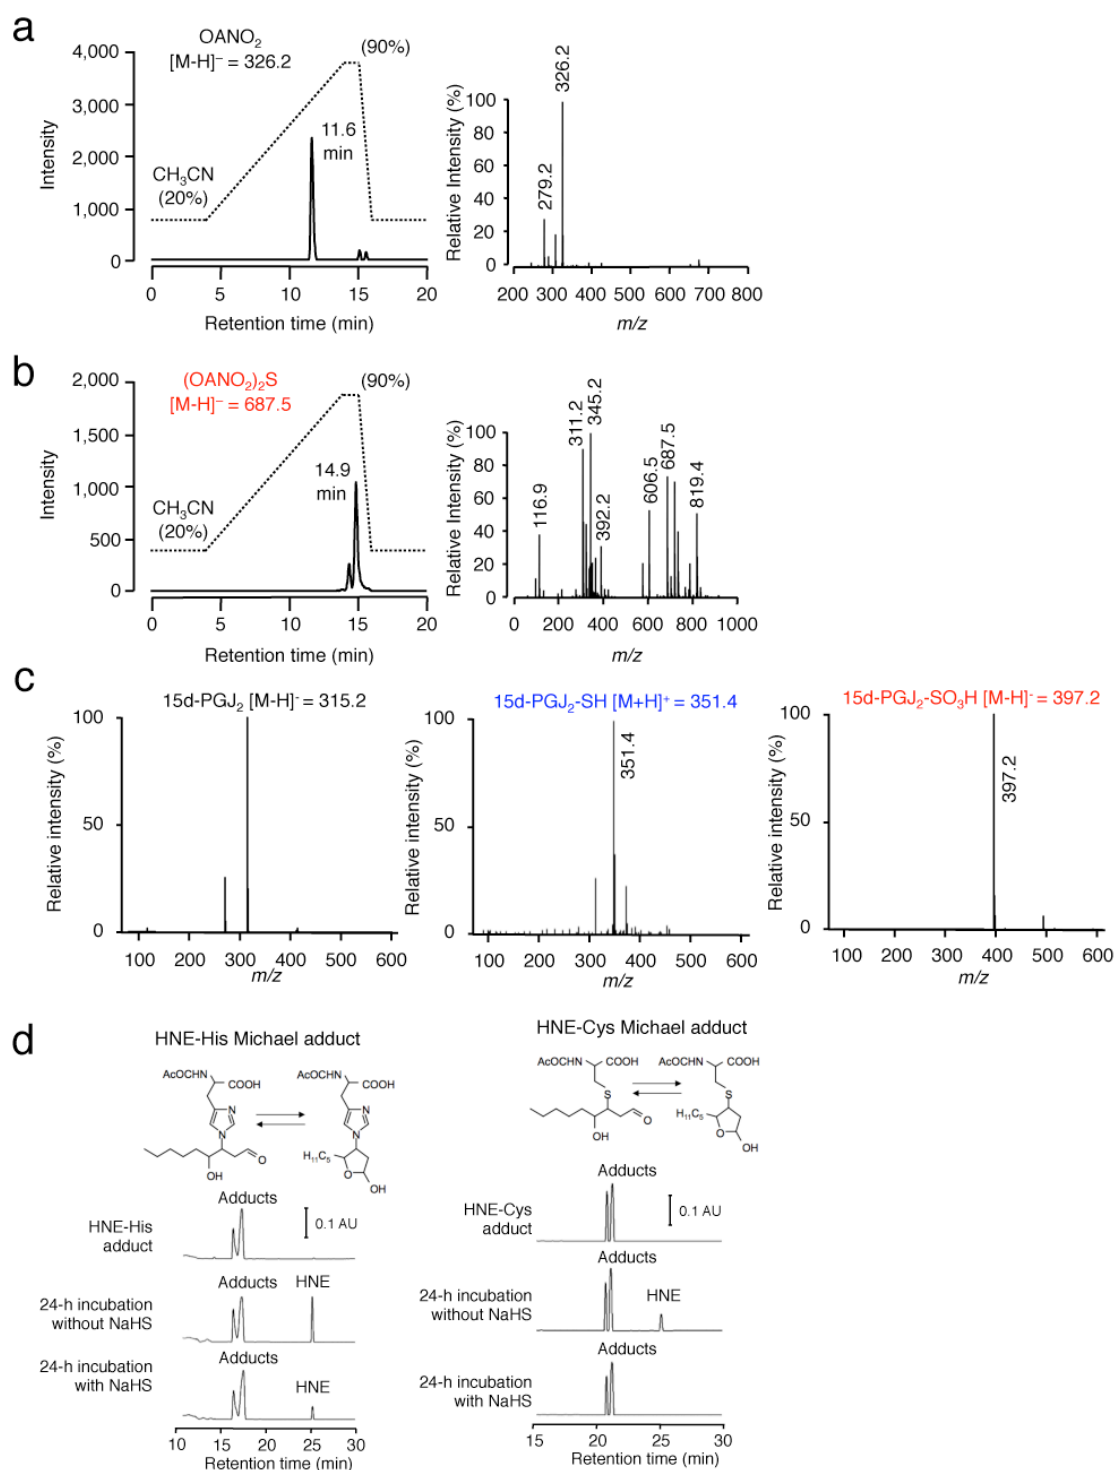 a
OANO2
[M-H]– = 326.2
(90%)
4,000
3,000
2,000
1,000
0
Intensity
11.6
min
CH3CN
(20%)
0 5 10 15 20
Retention time (min)
Relative Intensity (%)
100
80
60
40
20
0
279.2
326.2
200 300 400 500 600 700 800
m/z
b
(OANO2)2S
[M-H]– = 687.5
(90%)
2,000
1,500
1,000
500
0
Intensity
14.9
min
CH3CN
(20%)
0 5 10 15 20
Retention time (min)
Relative Intensity (%)
100
80
60
40
20
0
116.9
311.2
345.2
392.2
606.5
687.5
819.4
0 200 400 600 800 1000
m/z
c
15d-PGJ2 [M-H]- = 315.2
Relative intensity (%)
100
50
0
100 200 300 400 500 600
m/z
15d-PGJ2-SH [M+H]+ = 351.4
Relative intensity (%)
100
50
0
351.4
100 200 300 400 500 600
m/z
15d-PGJ2-SO3H [M-H]- = 397.2
Relative intensity (%)
100
50
0
397.2
100 200 300 400 500 600
m/z
d
HNE-His Michael adduct
AcOCHN COOH
N
N
O
OH
AcOCHN COOH
N
N
H11C5
O
OH
Adducts
HNE-His
adduct
0.1 AU
Adducts HNE
24-h incubation
without NaHS
Adducts
24-h incubation
with NaHS
HNE
10 15 20 25 30
Retention time (min)
HNE-Cys Michael adduct
AcOCHN COOH
S
O
OH
AcOCHN COOH
S
H11C5
O
OH
Adducts
HNE-Cys
adduct
0.1 AU
Adducts
24-h incubation
without NaHS
HNE
Adducts
24-h incubation
with NaHS
15 20 25 30
Retention time (min)